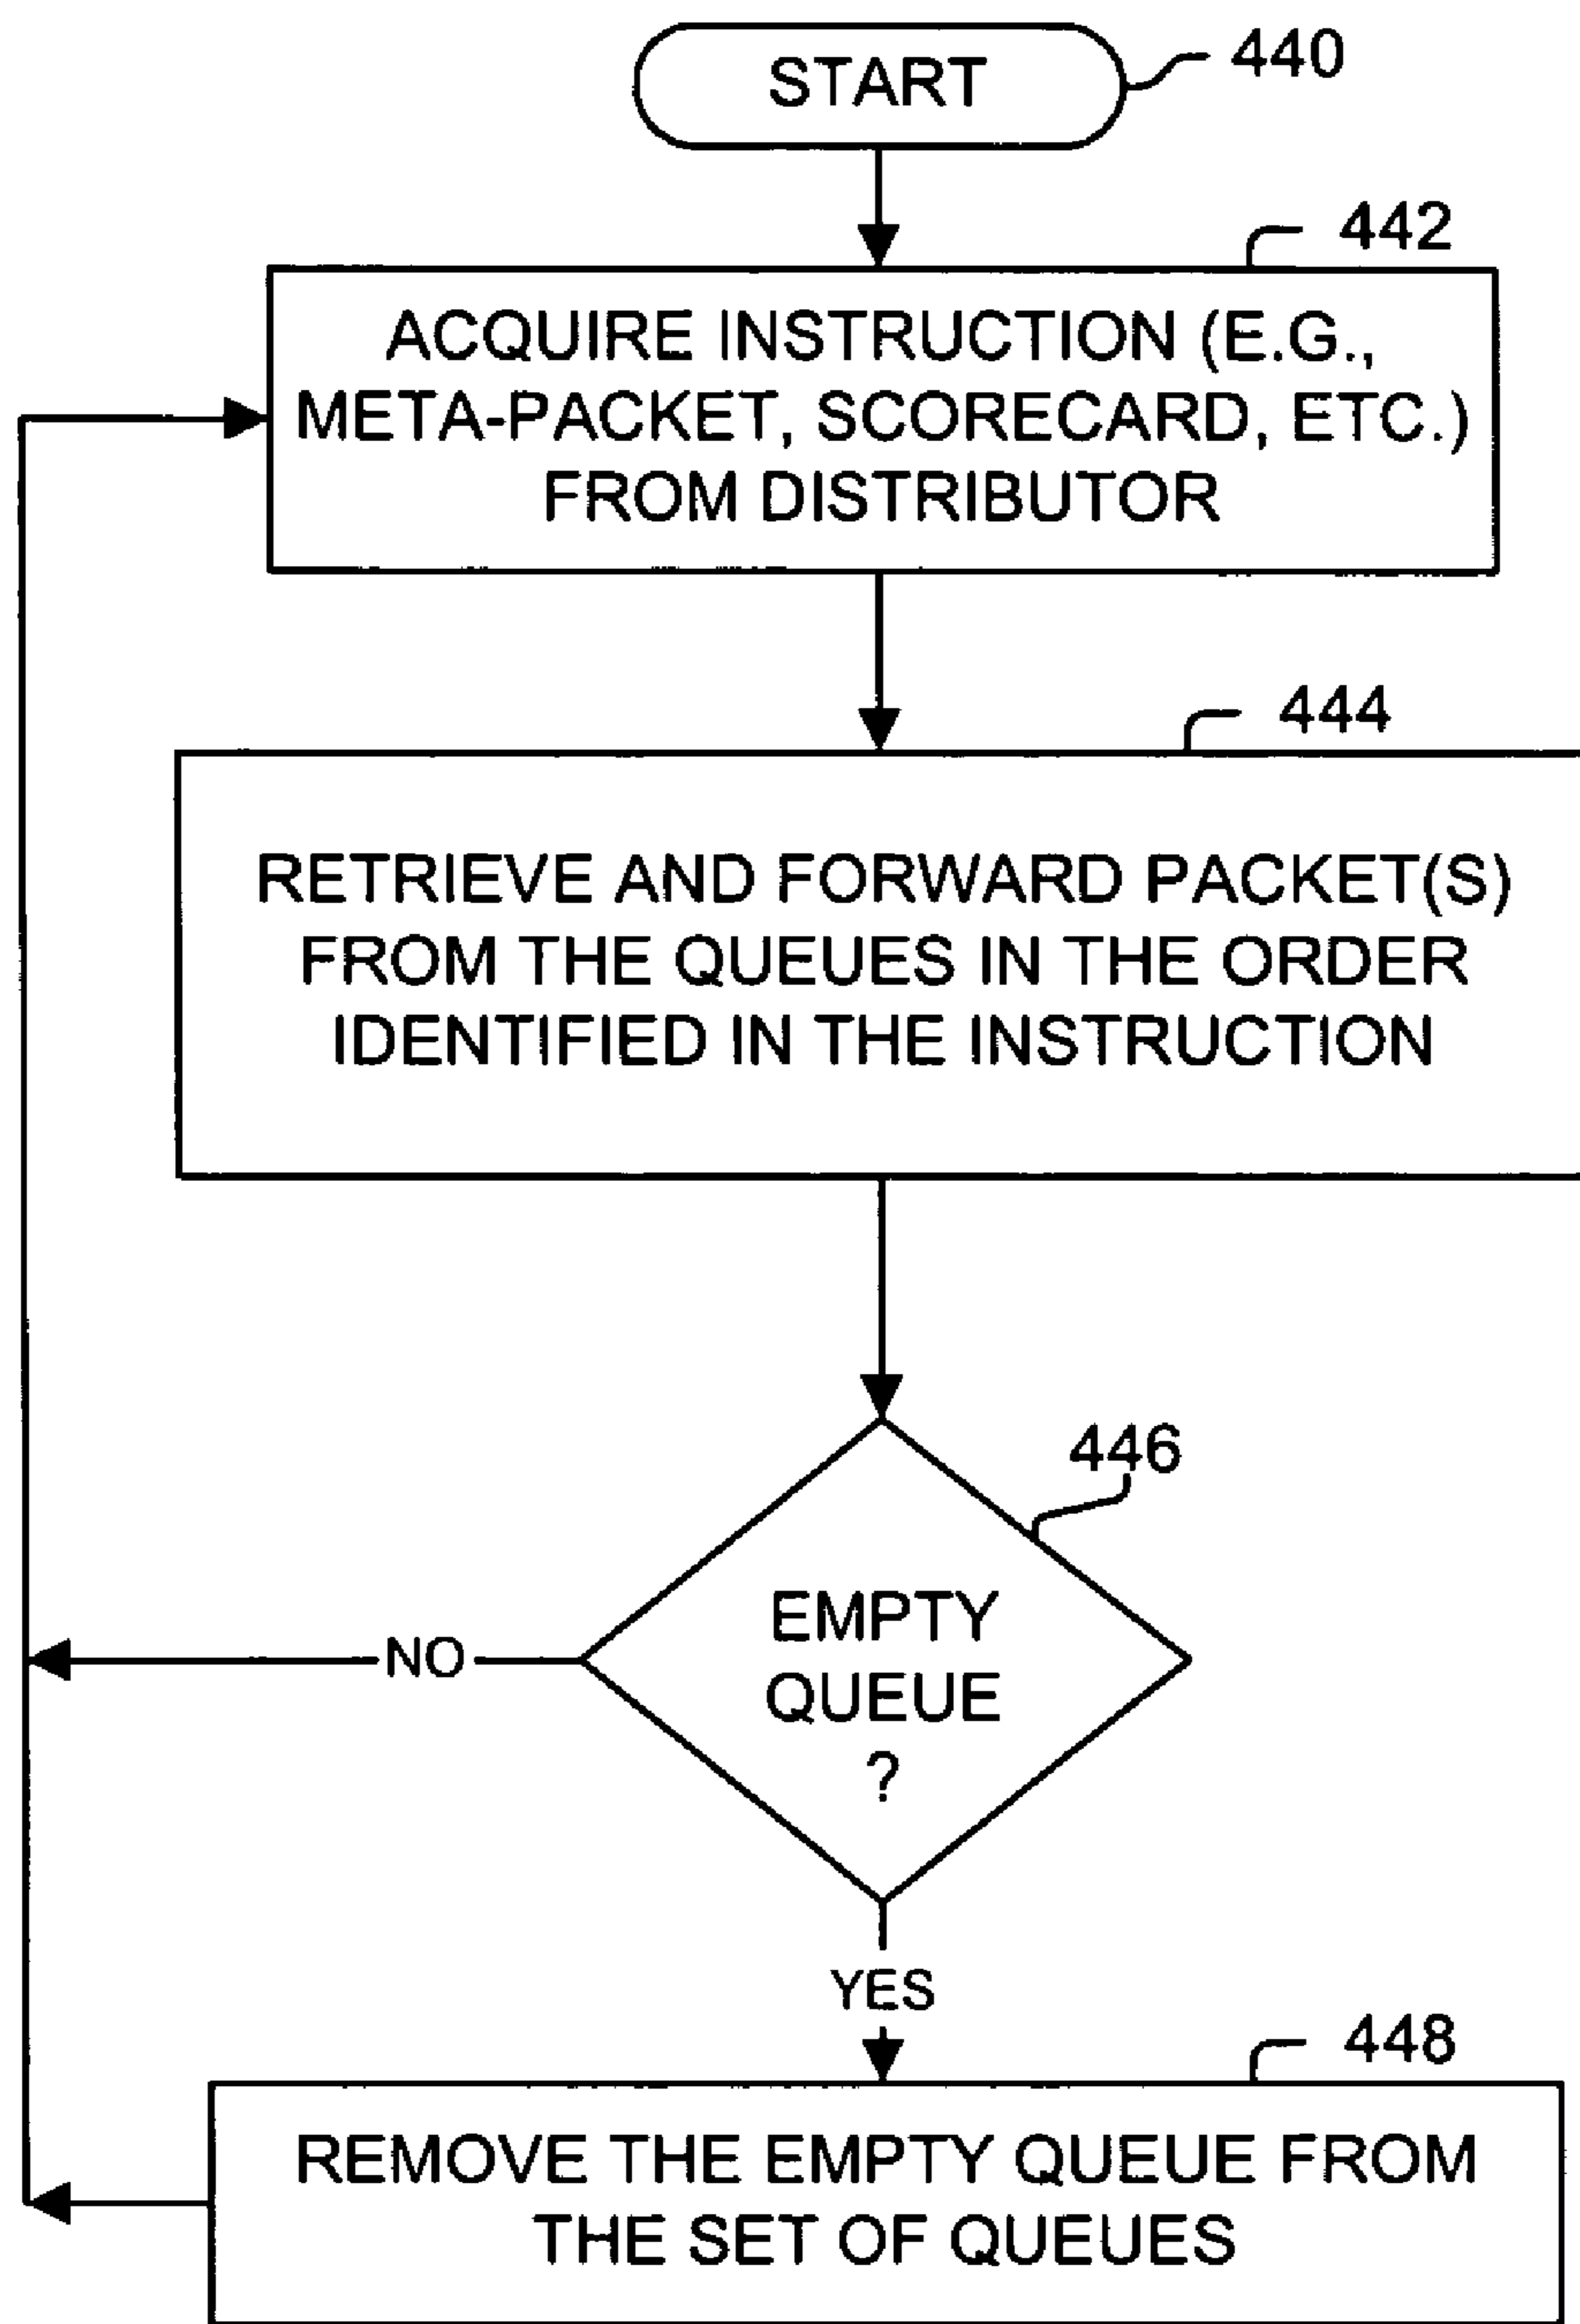 START
440
442
ACQUIRE INSTRUCTION (E.G.,
META-PACKET, SCORECARD, ETC.)
FROM DISTRIBUTOR
444
RETRIEVE AND FORWARD PACKET(S)
FROM THE QUEUES IN THE ORDER
IDENTIFIED IN THE INSTRUCTION
446
EMPTY
QUEUE
?
NO
YES
448
REMOVE THE EMPTY QUEUE FROM
THE SET OF QUEUES